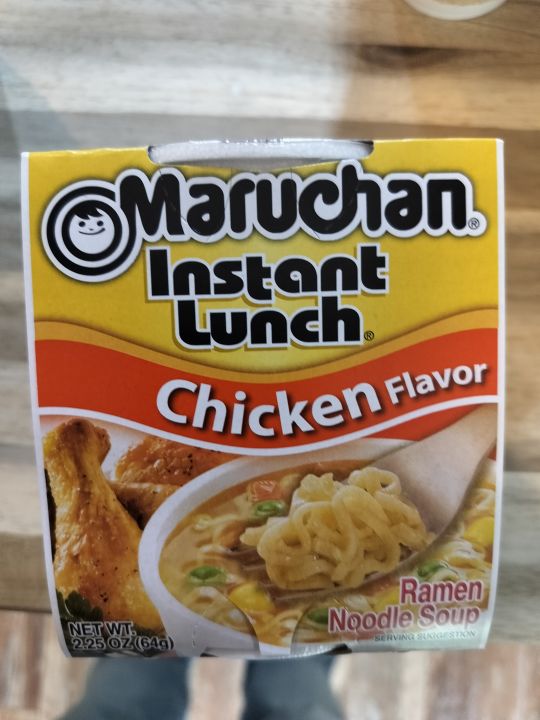 Maruchan®
Instant
Lunch®
Chicken Flavor
Ramen
Noodle Soup
SERVING SUGGESTION
NET WT.
2.25 OZ (64g)